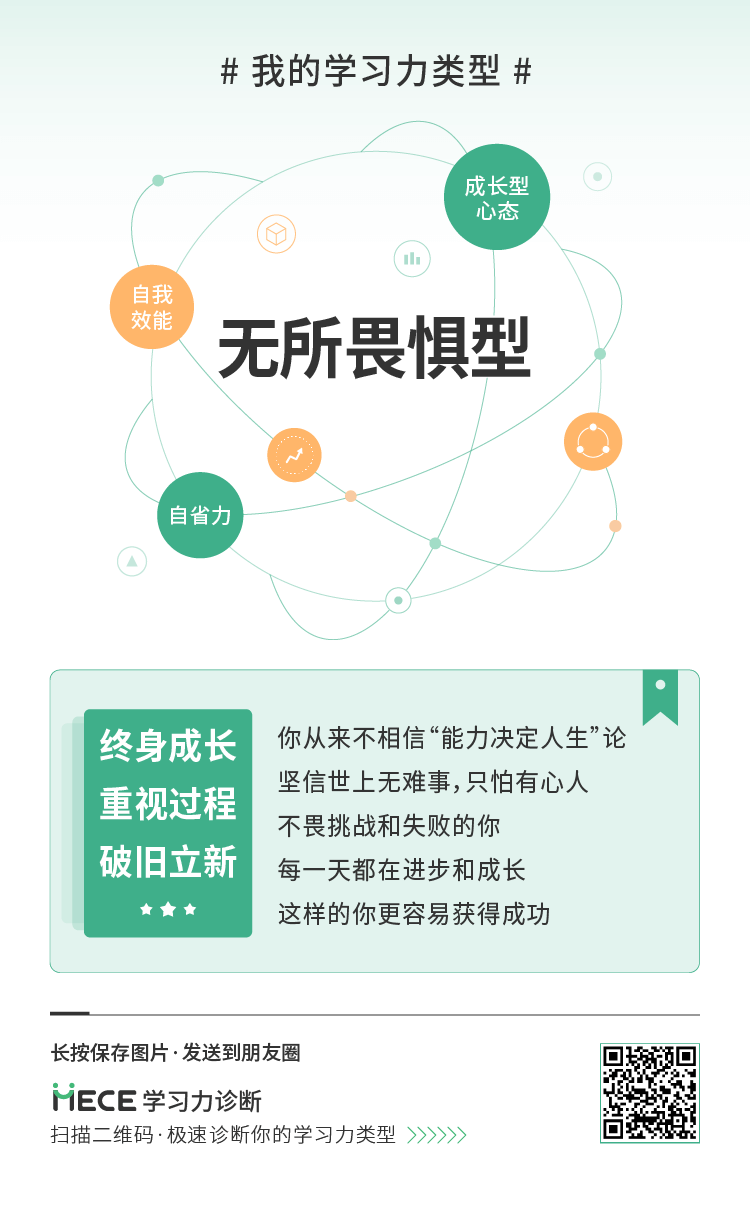 # 我的学习力类型 #
成长型
心态
自我
效能
无所畏惧型
自省力
终身成长
重视过程
破旧立新
你从来不相信“能力决定人生”论
坚信世上无难事，只怕有心人
不畏挑战和失败的你
每一天都在进步和成长
这样的你更容易获得成功
长按保存图片·发送到朋友圈
MECE 学习力诊断
扫描二维码·极速诊断你的学习力类型